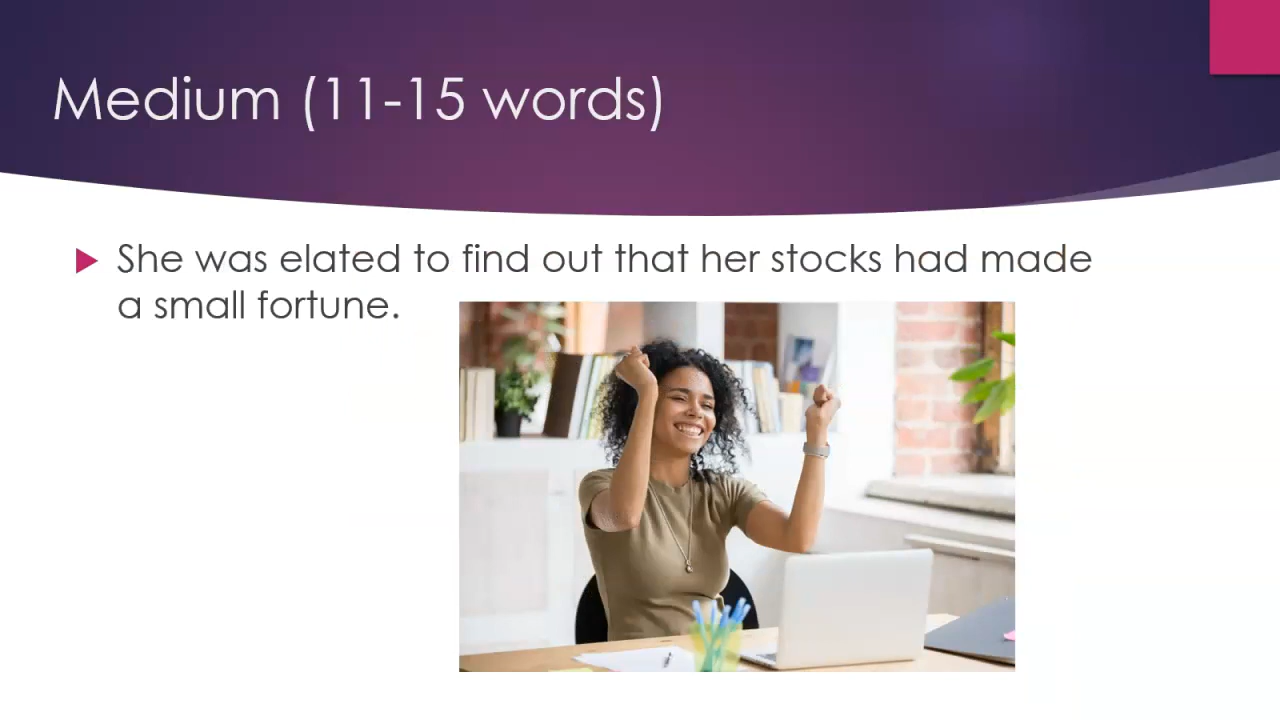 Medium (11-15 words)
She was elated to find out that her stocks had made
a small fortune.